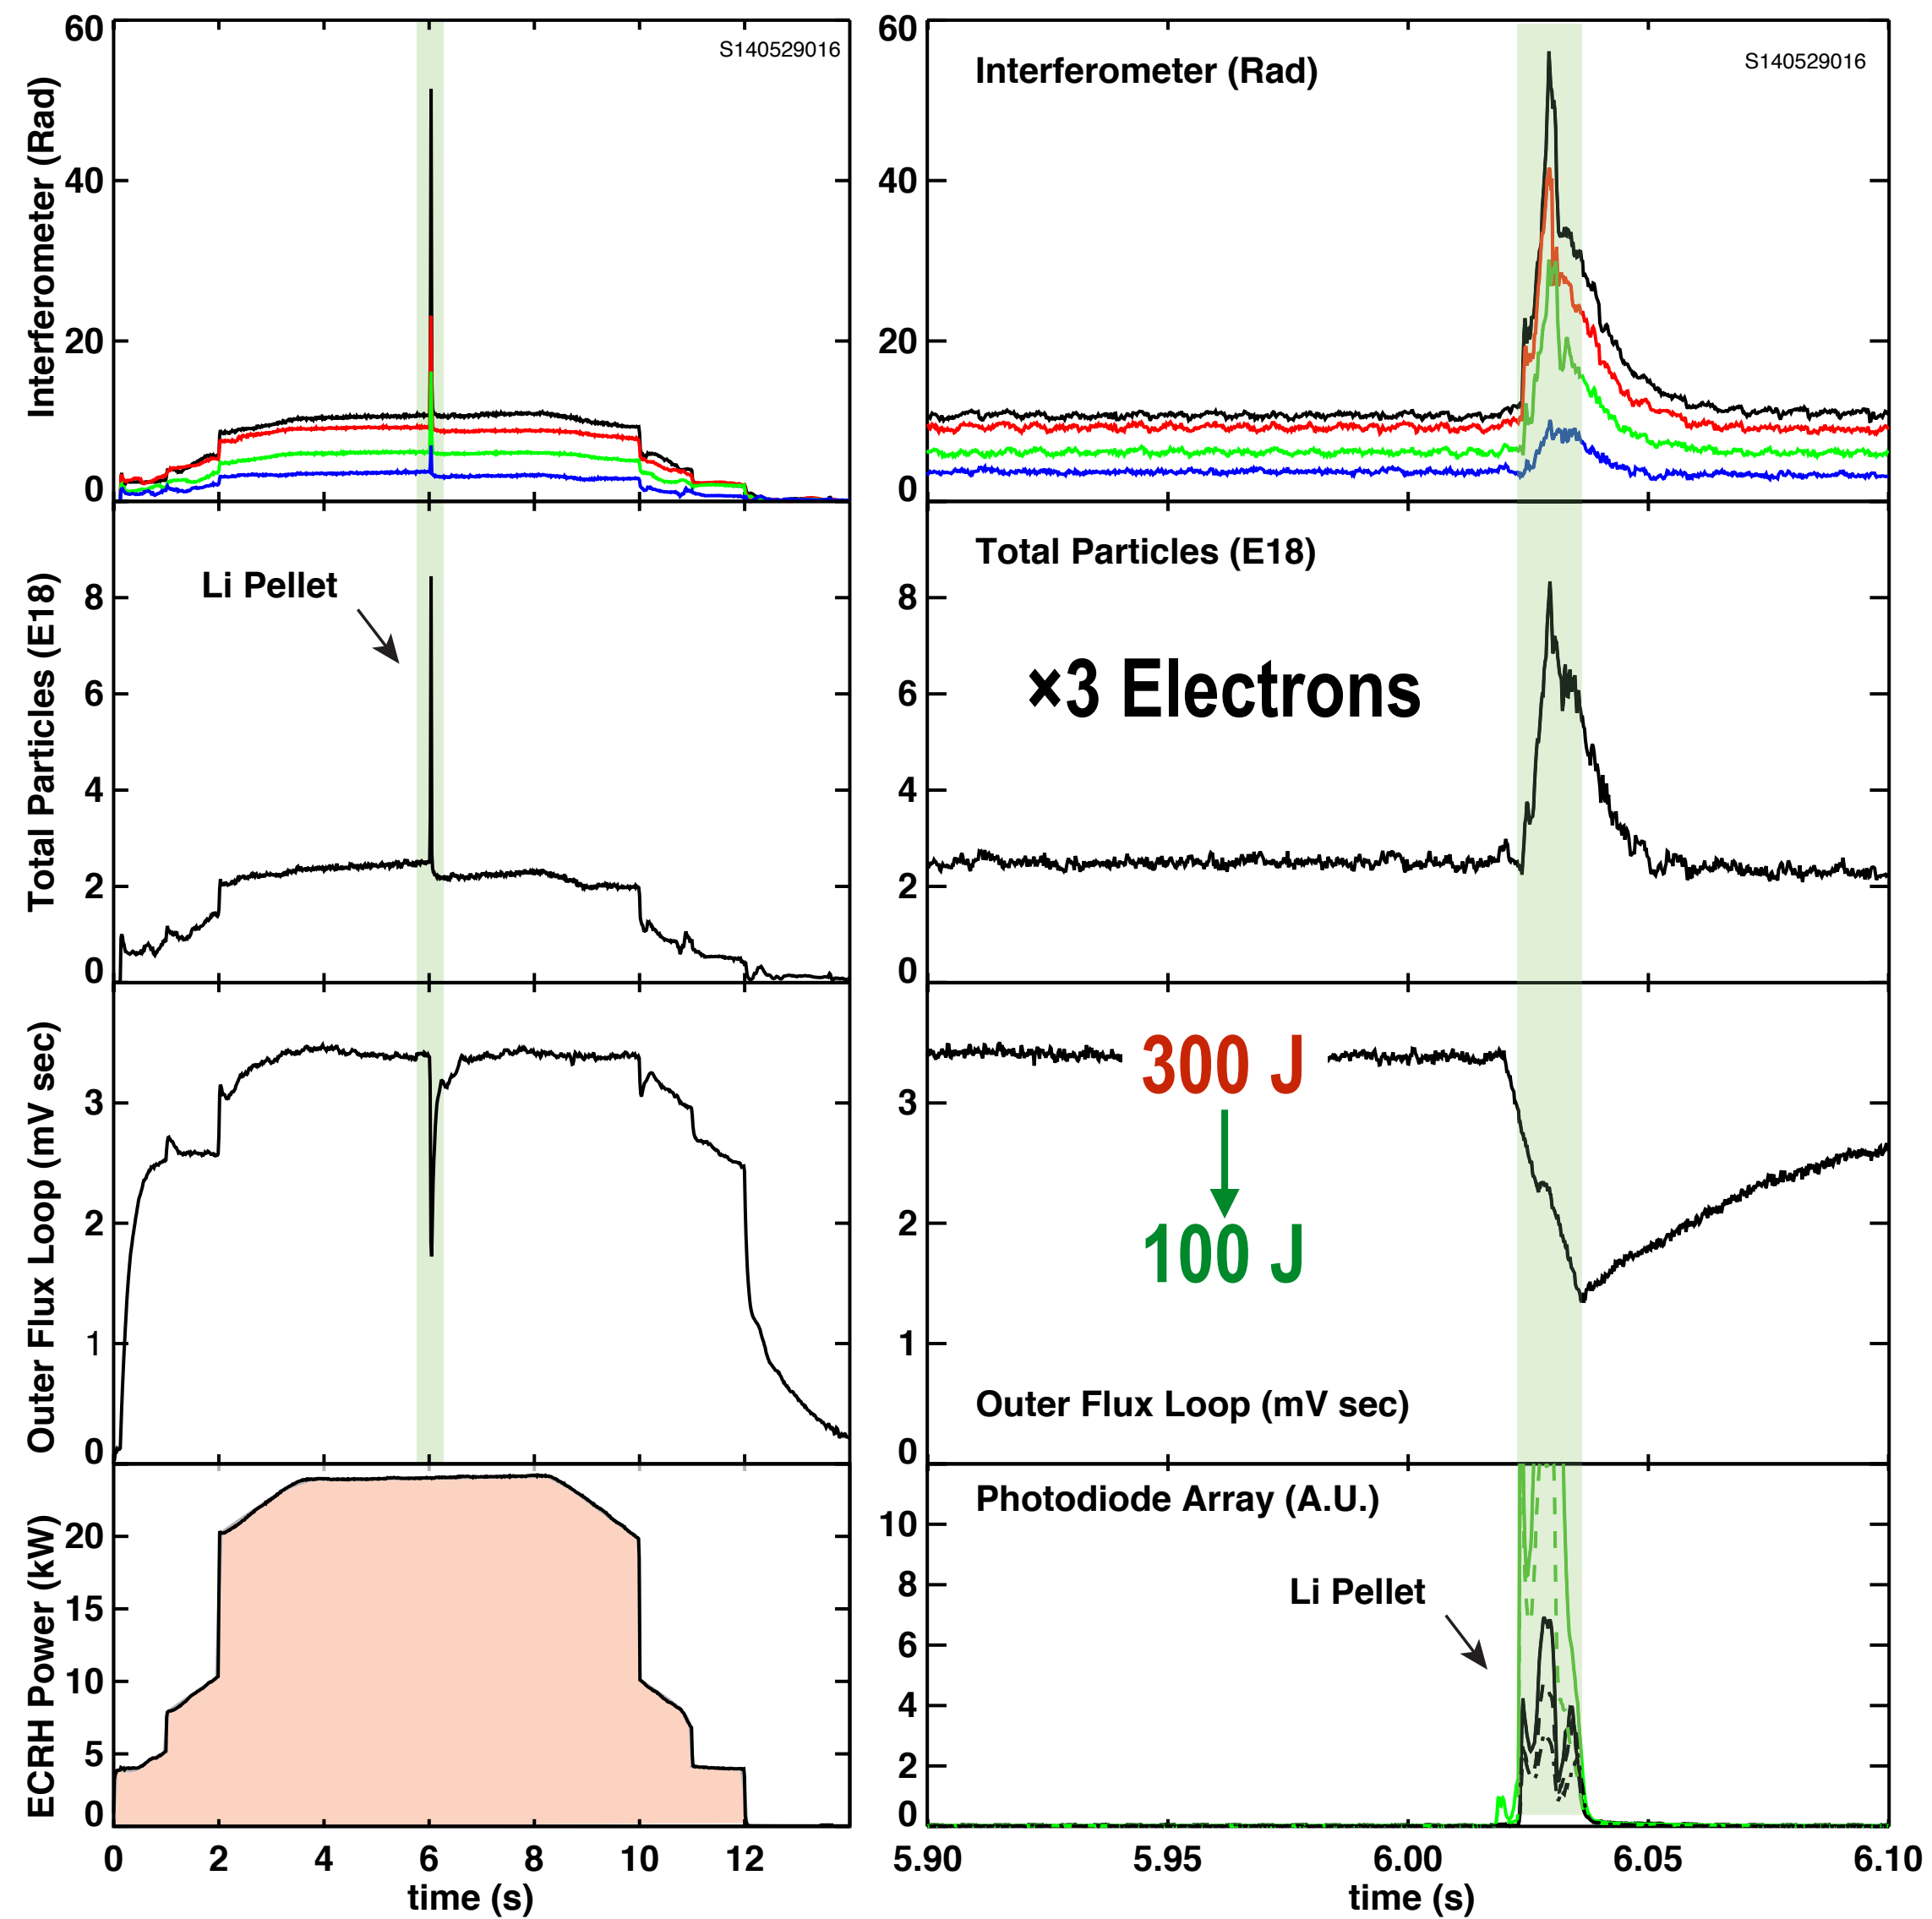 Interferometer (Rad)
60
40
20
0
S140529016
Total Particles (E18)
8
6
4
2
0
Li Pellet
Outer Flux Loop (mV sec)
3
2
1
0
ECRH Power (kW)
20
15
10
5
0
0 2 4 6 8 10 12
time (s)
60
40
20
0
Interferometer (Rad)
S140529016
8
6
4
2
0
Total Particles (E18)
×3 Electrons
3
2
1
0
300 J
100 J
Outer Flux Loop (mV sec)
10
8
6
4
2
0
Photodiode Array (A.U.)
Li Pellet
5.90 5.95 6.00 6.05 6.10
time (s)